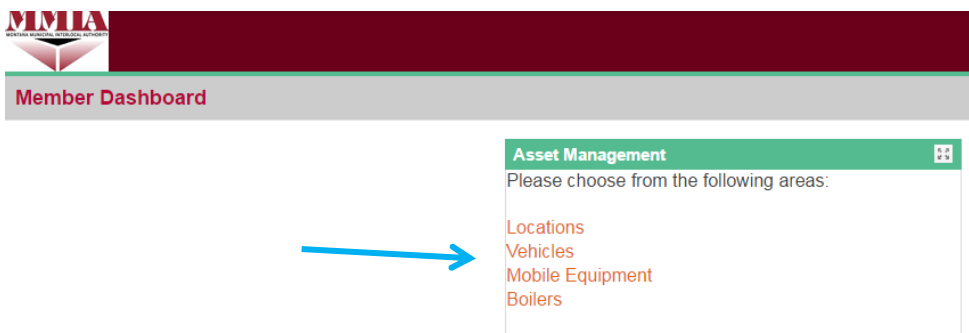 MMIA
MONTANA MUNICIPAL INTERLOCAL AUTHORITY
Member Dashboard
Asset Management
Please choose from the following areas:
Locations
Vehicles
Mobile Equipment
Boilers